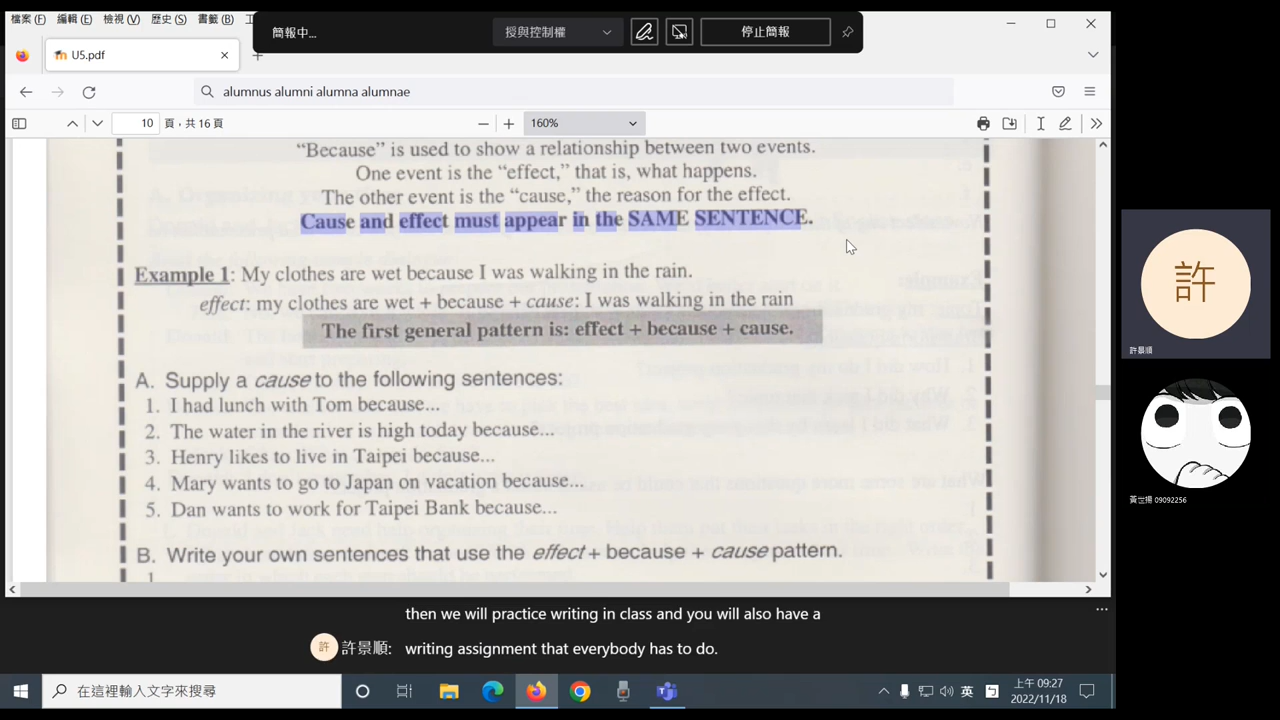 檔案(F) 編輯(E) 檢視(V) 歷史(S) 書籤(B)
簡報中...
授與控制權
停止簡報
U5.pdf
alumnus alumni alumna alumnae
10 頁，共 16 頁
160%
“Because” is used to show a relationship between two events.
One event is the “effect,” that is, what happens.
The other event is the “cause,” the reason for the effect.
Cause and effect must appear in the SAME SENTENCE.
Example 1: My clothes are wet because I was walking in the rain.
effect: my clothes are wet + because + cause: I was walking in the rain
The first general pattern is: effect + because + cause.
A. Supply a cause to the following sentences:
1. I had lunch with Tom because...
2. The water in the river is high today because...
3. Henry likes to live in Taipei because...
4. Mary wants to go to Japan on vacation because...
5. Dan wants to work for Taipei Bank because...
B. Write your own sentences that use the effect + because + cause pattern.
1
許
許景順
黃世揚 09092256
then we will practice writing in class and you will also have a
許 許景順: writing assignment that everybody has to do.
在這裡輸入文字來搜尋
英
上午 09:27
2022/11/18